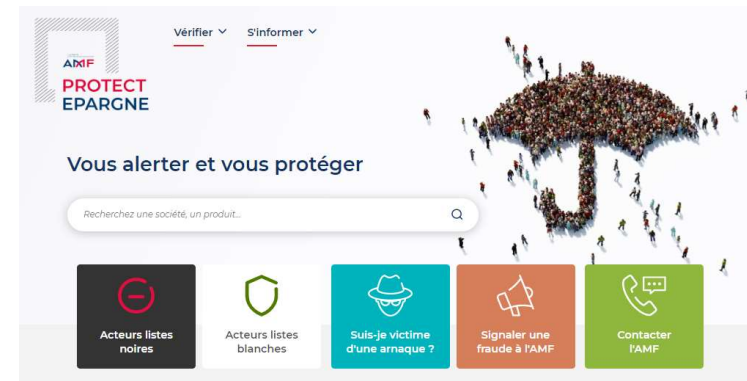 Vérifier
S'informer
AMF
PROTECT
EPARGNE
Vous alerter et vous protéger
Recherchez une société, un produit...
Acteurs listes
noires
Acteurs listes
blanches
Suis-je victime
d'une arnaque ?
Signaler une
fraude à l'AMF
Contacter
l'AMF